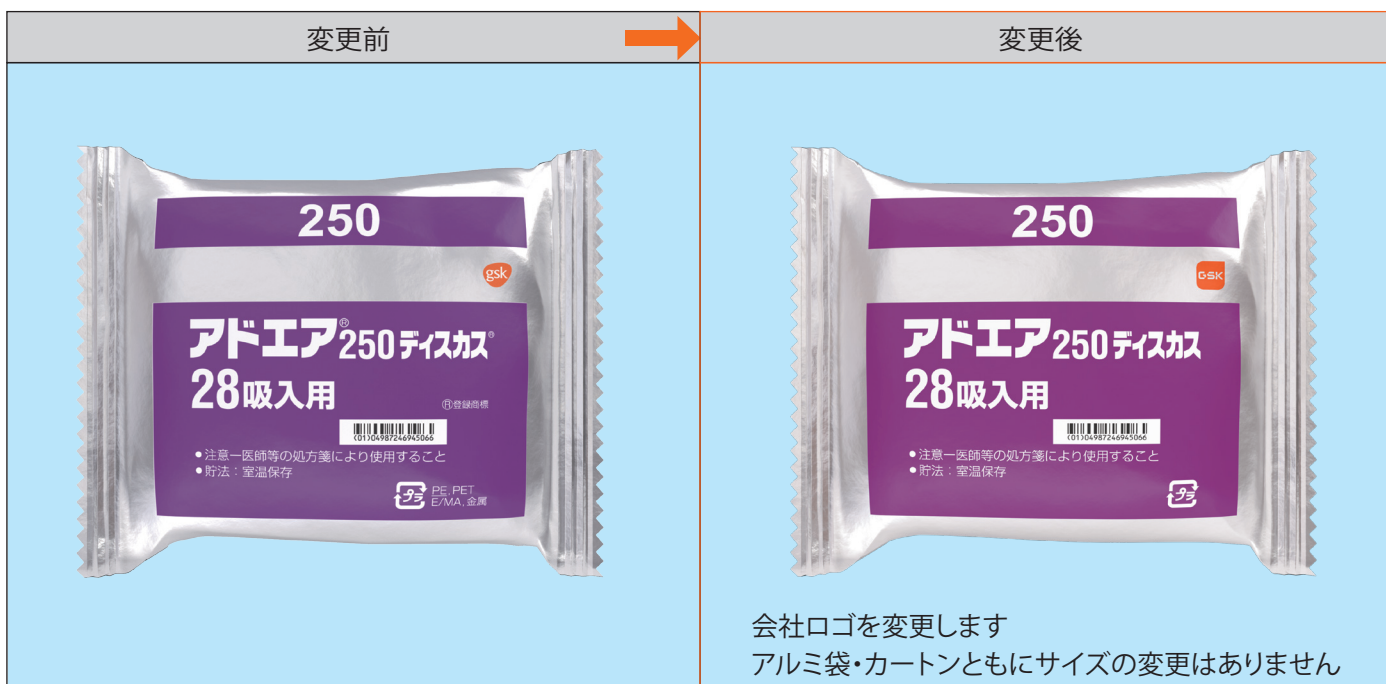 変更前
変更後
250
gsk
アドエア®250ディスカス®
28吸入用
Ⓡ登録商標
(01)04987246945066
●注意ー医師等の処方箋により使用すること
●貯法:室温保存
プラ PE, PET
E/MA, 金属
250
GSK
アドエア250ディスカス
28吸入用
(01)04987246945066
●注意ー医師等の処方箋により使用すること
●貯法:室温保存
プラ
会社ロゴを変更します
アルミ袋・カートンともにサイズの変更はありません